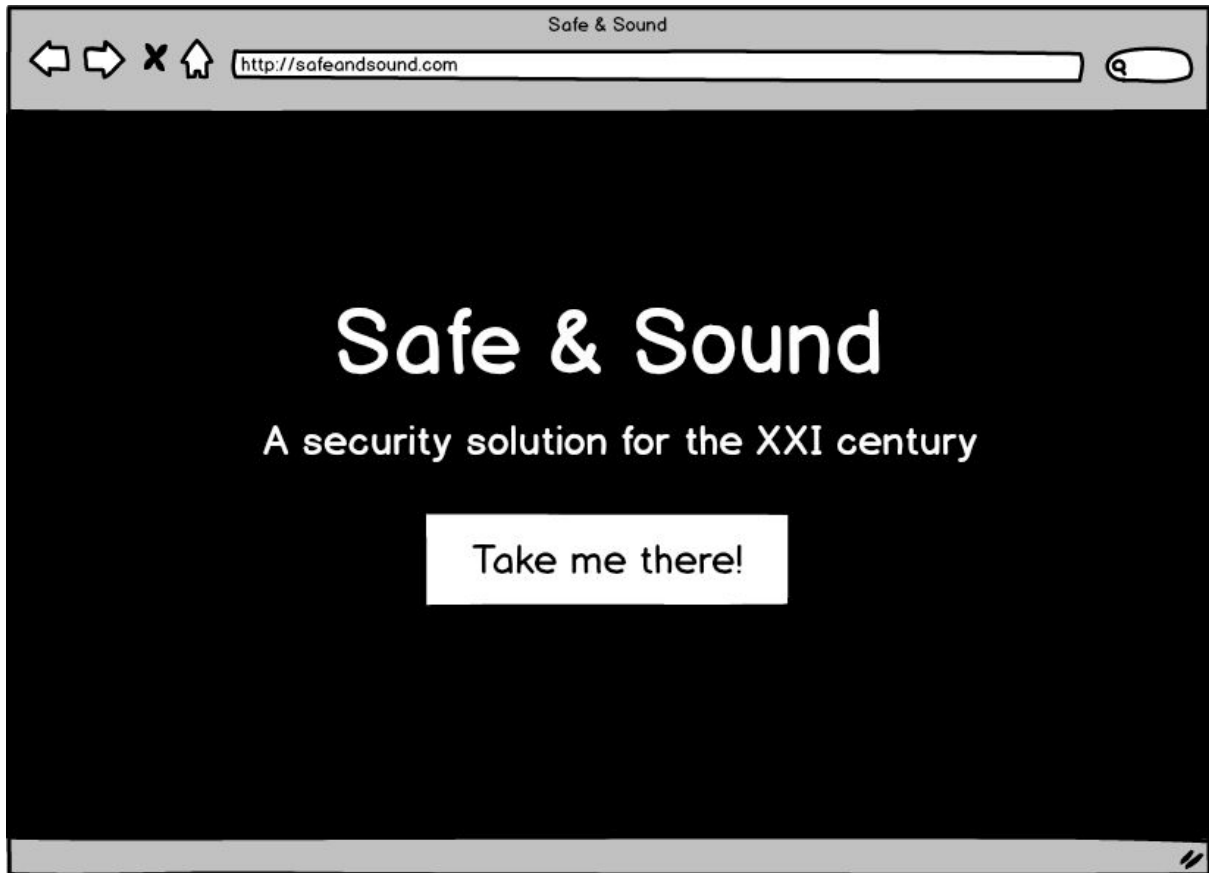 Safe & Sound
http://safeandsound.com
Safe & Sound
A security solution for the XXI century
Take me there!